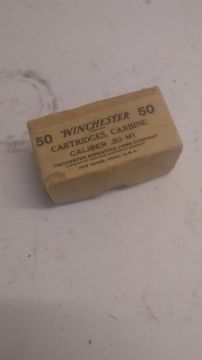 50 WINCHESTER 50
CARTRIDGES, CARBINE
CALIBER .30 M1
WINCHESTER REPEATING ARMS COMPANY
NEW HAVEN, CONN., U.S.A.